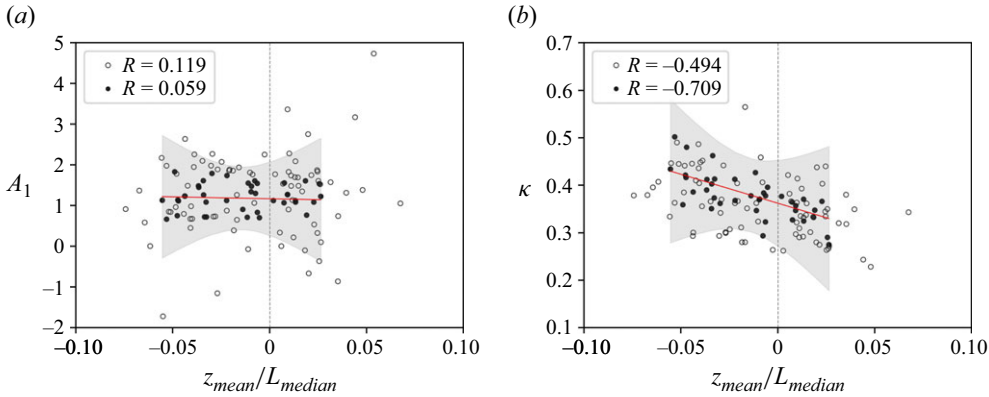 (a)
5
4
3
2
1
0
−1
−2
A1
R = 0.119
R = 0.059
−0.10
−0.05
0
0.05
0.10
zmean/Lmedian
(b)
0.7
0.6
0.5
0.4
0.3
0.2
0.1
κ
R = −0.494
R = −0.709
−0.10
−0.05
0
0.05
0.10
zmean/Lmedian